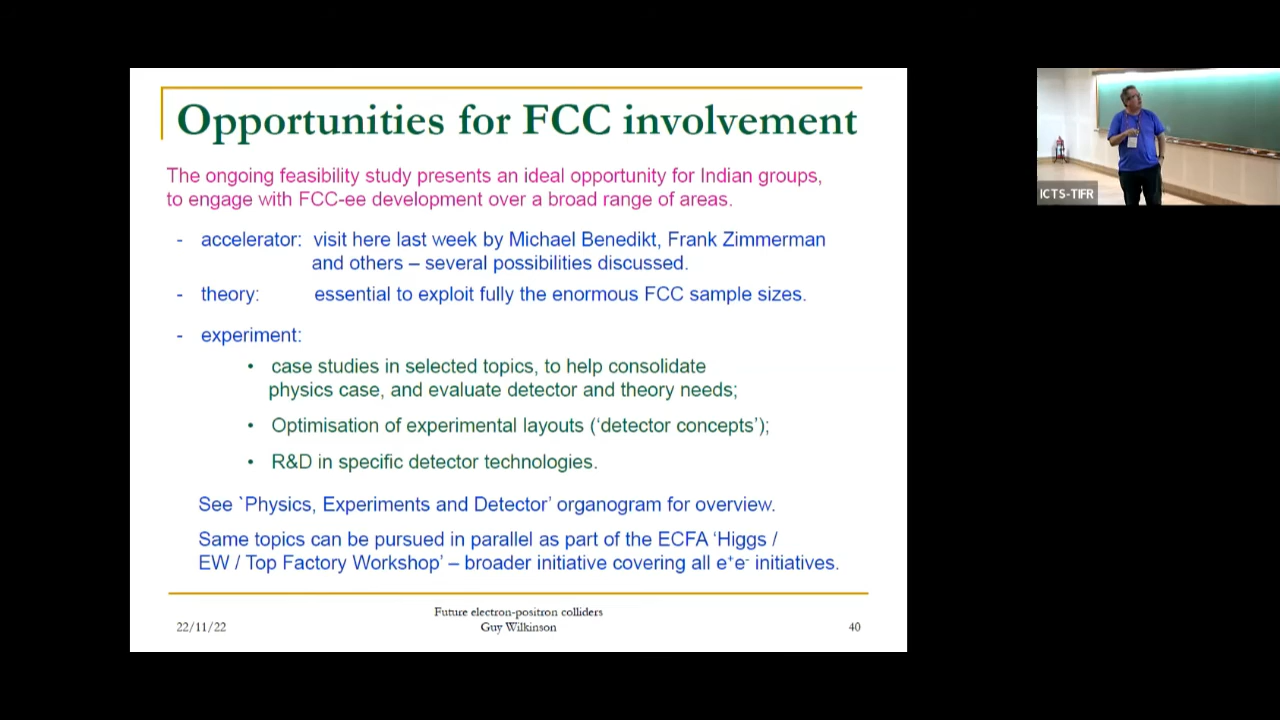 Opportunities for FCC involvement
The ongoing feasibility study presents an ideal opportunity for Indian groups,
to engage with FCC-ee development over a broad range of areas.
- accelerator: visit here last week by Michael Benedikt, Frank Zimmerman
and others – several possibilities discussed.
- theory: essential to exploit fully the enormous FCC sample sizes.
- experiment:
• case studies in selected topics, to help consolidate
physics case, and evaluate detector and theory needs;
• Optimisation of experimental layouts (‘detector concepts’);
• R&D in specific detector technologies.
See `Physics, Experiments and Detector’ organogram for overview.
Same topics can be pursued in parallel as part of the ECFA ‘Higgs /
EW / Top Factory Workshop’ – broader initiative covering all e⁺e⁻ initiatives.
22/11/22
Future electron-positron colliders
Guy Wilkinson
40
ICTS-TIFR